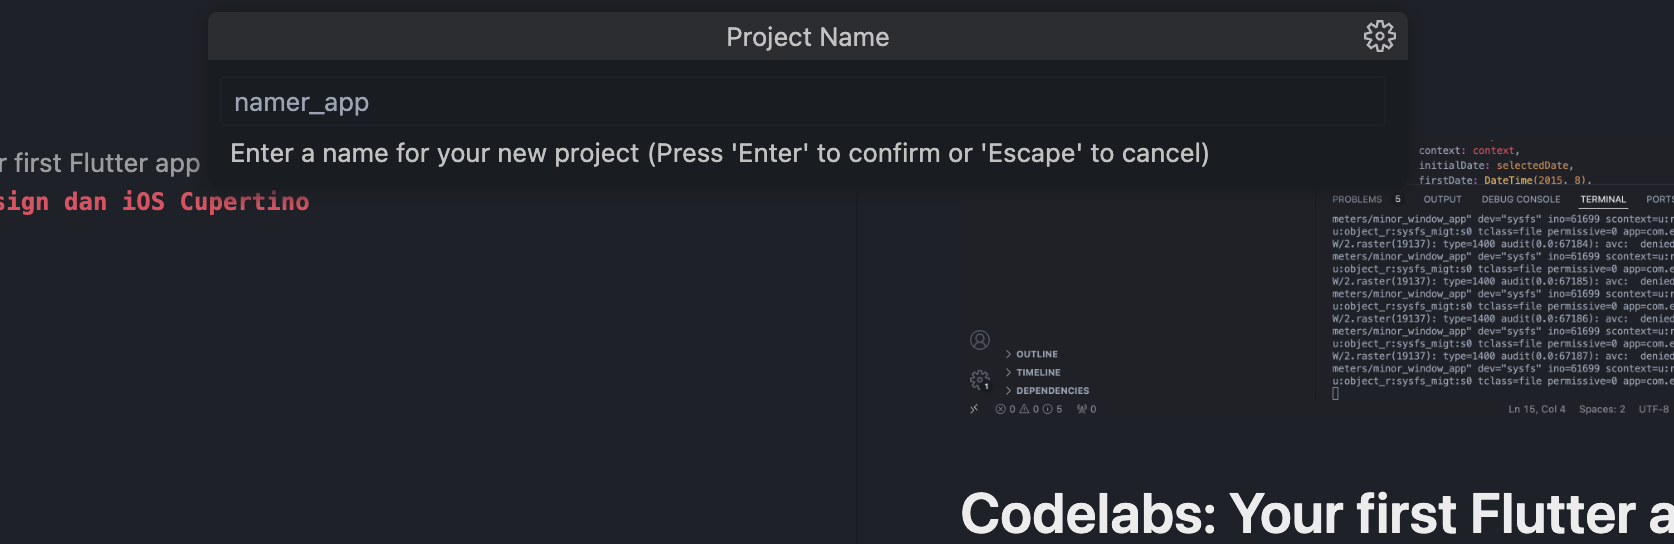 Project Name
namer_app
Enter a name for your new project (Press 'Enter' to confirm or 'Escape' to cancel)
r first Flutter app
sign dan iOS Cupertino
context: context,
initialDate: selectedDate,
firstDate: DateTime(2015, 8),
PROBLEMS 5 OUTPUT DEBUG CONSOLE TERMINAL PORTS
meters/minor_window_app" dev="sysfs" ino=61699 scontext=u:r
u:object_r:sysfs_migt:s0 tclass=file permissive=0 app=com.e
W/2.raster(19137): type=1400 audit(0.0:67184): avc: denied
meters/minor_window_app" dev="sysfs" ino=61699 scontext=u:r
u:object_r:sysfs_migt:s0 tclass=file permissive=0 app=com.e
W/2.raster(19137): type=1400 audit(0.0:67185): avc: denied
meters/minor_window_app" dev="sysfs" ino=61699 scontext=u:r
u:object_r:sysfs_migt:s0 tclass=file permissive=0 app=com.e
W/2.raster(19137): type=1400 audit(0.0:67186): avc: denied
meters/minor_window_app" dev="sysfs" ino=61699 scontext=u:r
u:object_r:sysfs_migt:s0 tclass=file permissive=0 app=com.e
W/2.raster(19137): type=1400 audit(0.0:67187): avc: denied
meters/minor_window_app" dev="sysfs" ino=61699 scontext=u:r
u:object_r:sysfs_migt:s0 tclass=file permissive=0 app=com.e
OUTLINE
TIMELINE
1
DEPENDENCIES
0 0 5 0
Ln 15, Col 4 Spaces: 2 UTF-8
Codelabs: Your first Flutter a